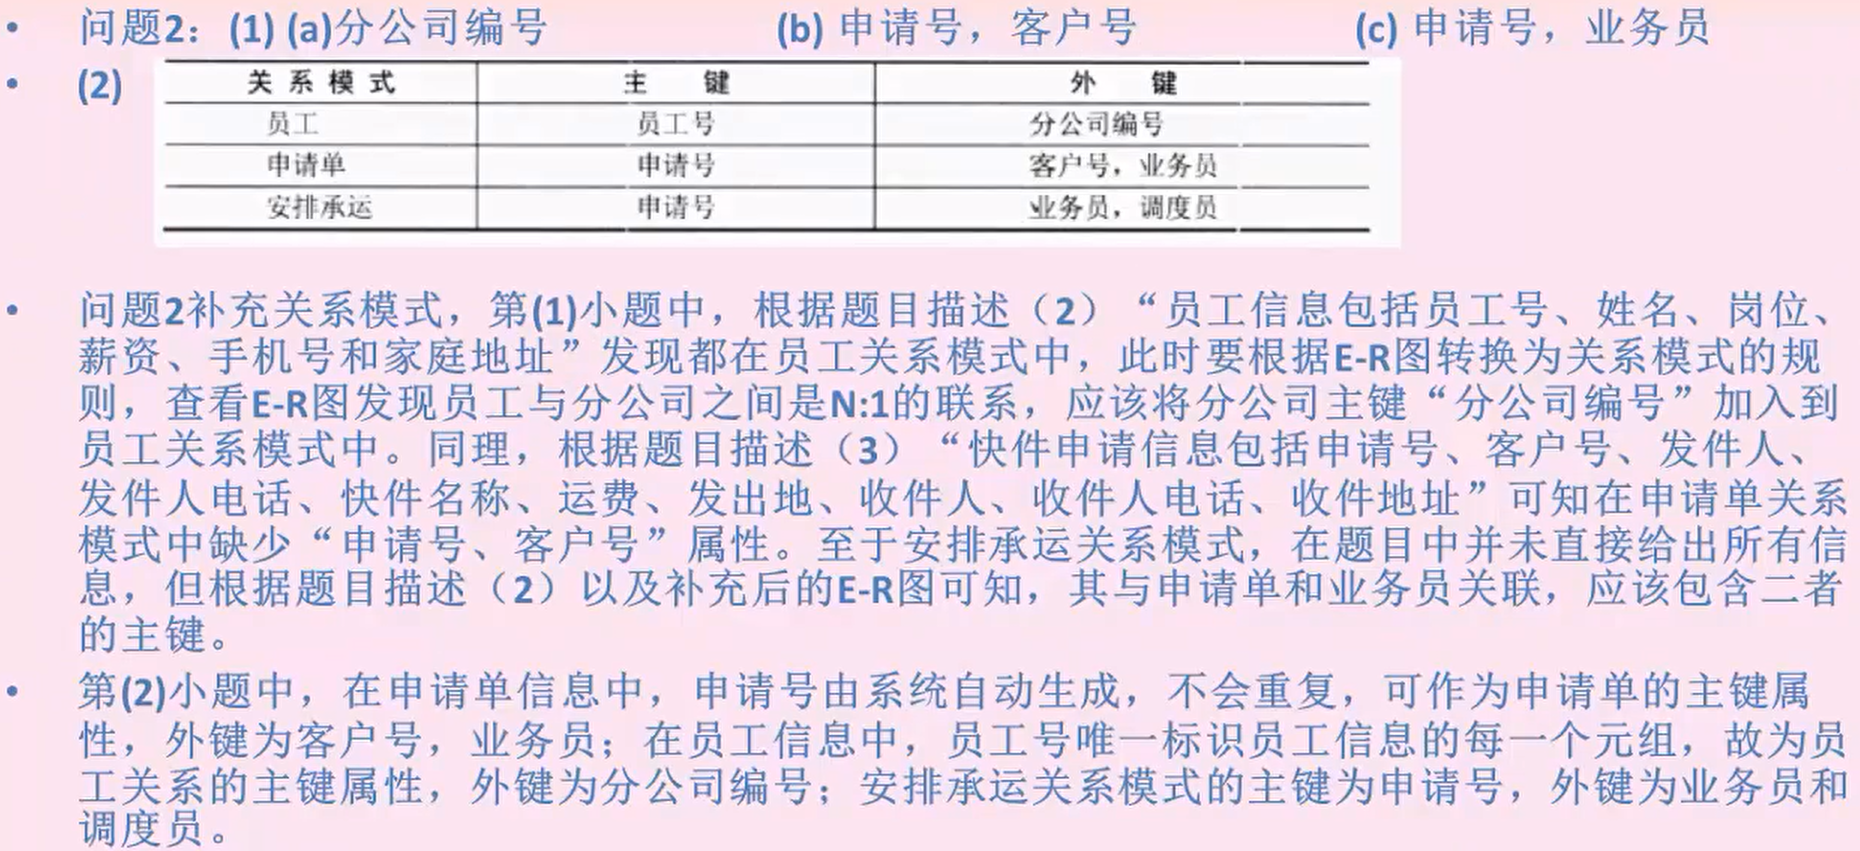 • 问题2：(1) (a)分公司编号 (b) 申请号，客户号 (c) 申请号，业务员
• (2)
关系模式 主键 外键
员工 员工号 分公司编号
申请单 申请号 客户号，业务员
安排承运 申请号 业务员，调度员
• 问题2补充关系模式，第(1)小题中，根据题目描述（2）“员工信息包括员工号、姓名、岗位、
薪资、手机号和家庭地址”发现都在员工关系模式中，此时要根据E-R图转换为关系模式的规
则，查看E-R图发现员工与分公司之间是N:1的联系，应该将分公司主键“分公司编号”加入到
员工关系模式中。同理，根据题目描述（3）“快件申请信息包括申请号、客户号、发件人、
发件人电话、快件名称、运费、发出地、收件人、收件人电话、收件地址”可知在申请单关系
模式中缺少“申请号、客户号”属性。至于安排承运关系模式，在题目中并未直接给出所有信
息，但根据题目描述（2）以及补充后的E-R图可知，其与申请单和业务员关联，应该包含二者
的主键。
• 第(2)小题中，在申请单信息中，申请号由系统自动生成，不会重复，可作为申请单的主键属
性，外键为客户号，业务员；在员工信息中，员工号唯一标识员工信息的每一个元组，故为员
工关系的主键属性，外键为分公司编号；安排承运关系模式的主键为申请号，外键为业务员和
调度员。